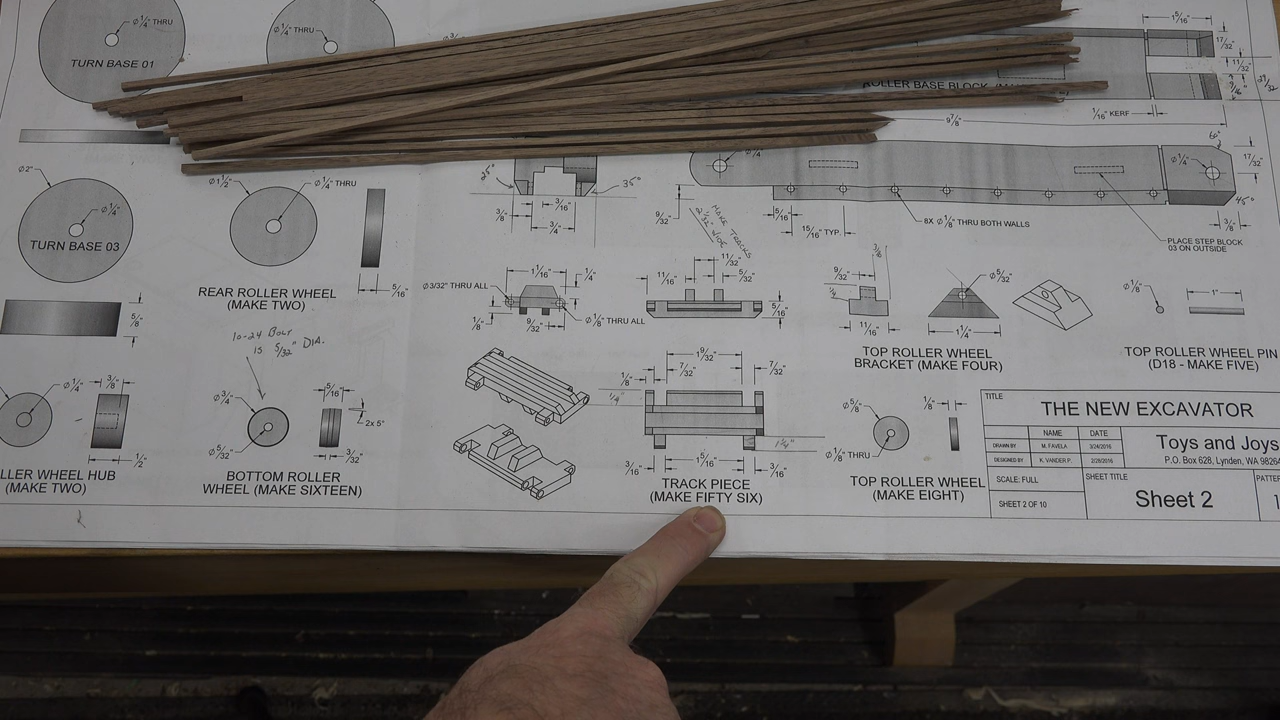 Ø¼" THRU
Ø¼" THRU
TURN BASE 01
1 5/16"
17/32"
11/32"
ROLLER BASE BLOCK
1/16" KERF
9⅞"
Ø2"
Ø¼"
TURN BASE 03
Ø1½"
Ø¼" THRU
5/16"
REAR ROLLER WHEEL
(MAKE TWO)
5/8"
35°
3/8"
3/16"
3/4"
60°
Ø¼"
17/32"
45°
3/8"
9/32"
5/16"
15/16" TYP.
8X Ø⅛" THRU BOTH WALLS
PLACE STEP BLOCK
03 ON OUTSIDE
MAKE TRACKS
2 1/32" WIDE
1 1/16"
1/4"
Ø3/32" THRU ALL
Ø⅛" THRU ALL
1/8"
9/32"
11/32"
11/16"
5/32"
5/16"
9/32"
11/16"
Ø5/32"
1¼"
TOP ROLLER WHEEL
BRACKET (MAKE FOUR)
Ø⅛"
1"
TOP ROLLER WHEEL PIN
(D18 - MAKE FIVE)
10-24 BOLT
IS 5/32" DIA.
Ø¼"
3/8"
1/2"
LLER WHEEL HUB
(MAKE TWO)
Ø¾"
Ø5/32"
5/16"
2x 5°
3/32"
BOTTOM ROLLER
WHEEL (MAKE SIXTEEN)
1 9/32"
7/32"
7/32"
1/8"
1/4"
1¼"
3/16"
1 5/16"
3/16"
TRACK PIECE
(MAKE FIFTY SIX)
Ø5/8"
1/8"
Ø⅛"
THRU
TOP ROLLER WHEEL
(MAKE EIGHT)
TITLE
THE NEW EXCAVATOR
NAME
DATE
DRAWN BY
M. FAVELA
3/24/2016
DESIGNED BY
K. VANDER P.
2/28/2016
Toys and Joys
P.O. Box 628, Lynden, WA 9826
SCALE: FULL
SHEET TITLE
PATTER
SHEET 2 OF 10
Sheet 2